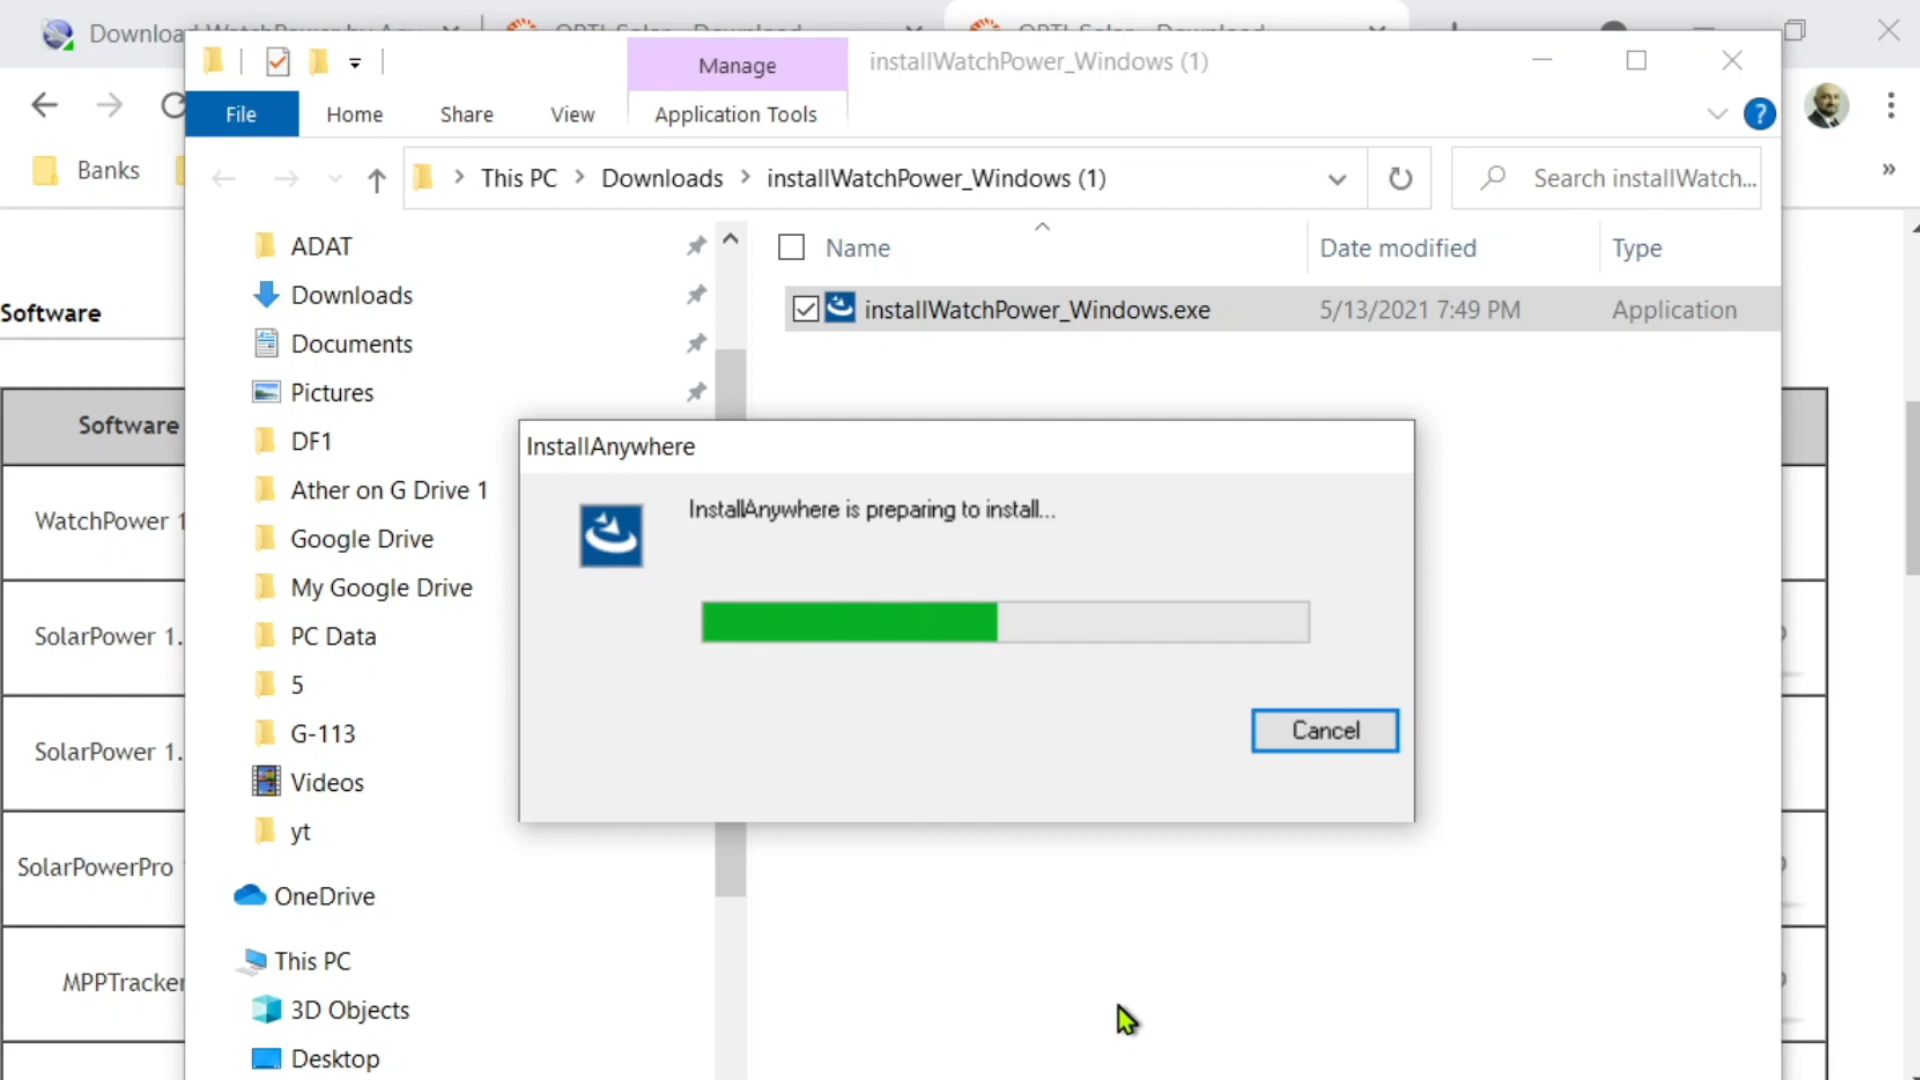 Manage
installWatchPower_Windows (1)
File
Home
Share
View
Application Tools
?
Banks
»
This PC
Downloads
installWatchPower_Windows (1)
Search installWatch...
Name
Date modified
Type
installWatchPower_Windows.exe
5/13/2021 7:49 PM
Application
ADAT
Downloads
Documents
Pictures
DF1
Ather on G Drive 1
Google Drive
My Google Drive
PC Data
5
G-113
Videos
yt
OneDrive
This PC
3D Objects
Desktop
InstallAnywhere
InstallAnywhere is preparing to install...
Cancel
Software
Software
WatchPower 1
SolarPower 1.
SolarPower 1.
SolarPowerPro
MPPTracker